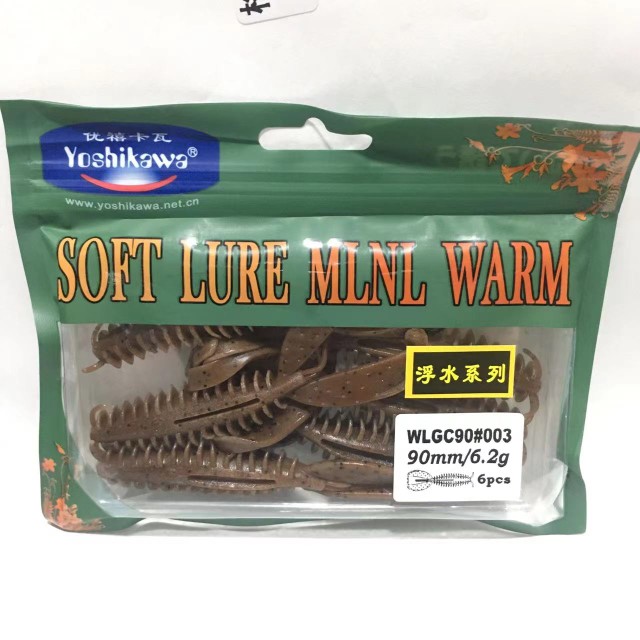 优禧卡瓦
Yoshikawa®
www.yoshikawa.net.cn
SOFT LURE MLNL WARM
浮水系列
WLGC90#003
90mm/6.2g
6pcs